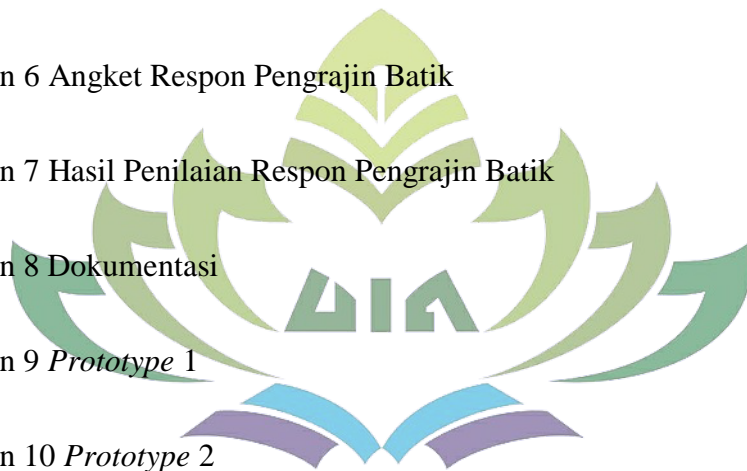 n 6 Angket Respon Pengrajin Batik
n 7 Hasil Penilaian Respon Pengrajin Batik
n 8 Dokumentasi
UIN
n 9 Prototype 1
n 10 Prototype 2